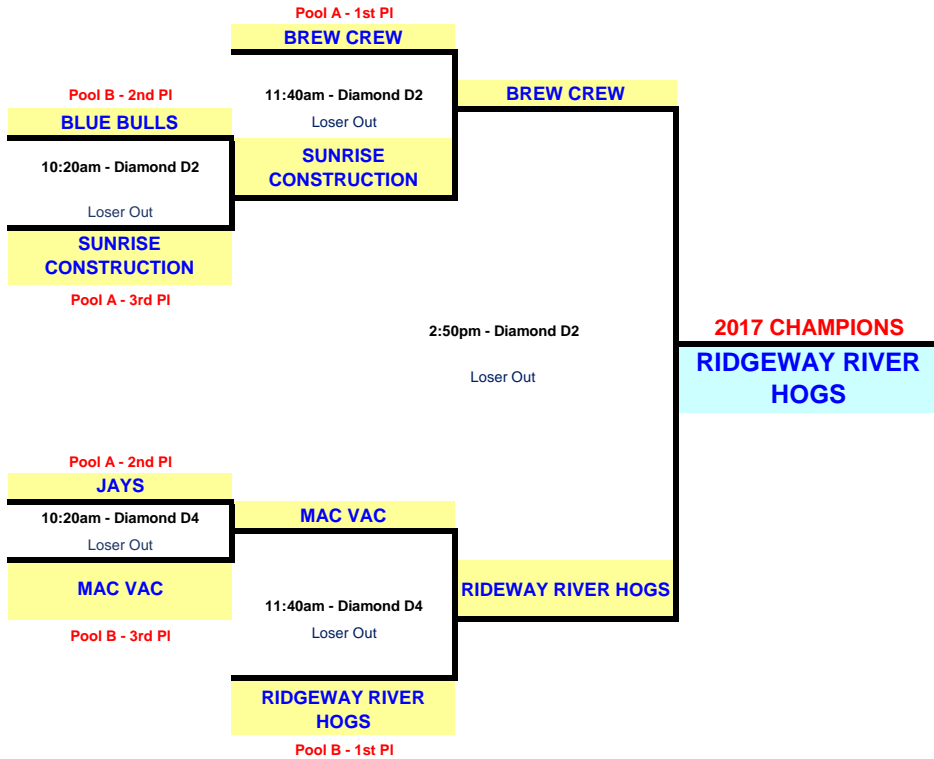 Pool A - 1st Pl
BREW CREW
Pool B - 2nd Pl
11:40am - Diamond D2
BREW CREW
BLUE BULLS
Loser Out
10:20am - Diamond D2
SUNRISE
CONSTRUCTION
Loser Out
SUNRISE
CONSTRUCTION
Pool A - 3rd Pl
2:50pm - Diamond D2
2017 CHAMPIONS
Loser Out
RIDGEWAY RIVER
HOGS
Pool A - 2nd Pl
JAYS
10:20am - Diamond D4
MAC VAC
Loser Out
MAC VAC
RIDEWAY RIVER HOGS
11:40am - Diamond D4
Pool B - 3rd Pl
Loser Out
RIDGEWAY RIVER
HOGS
Pool B - 1st Pl